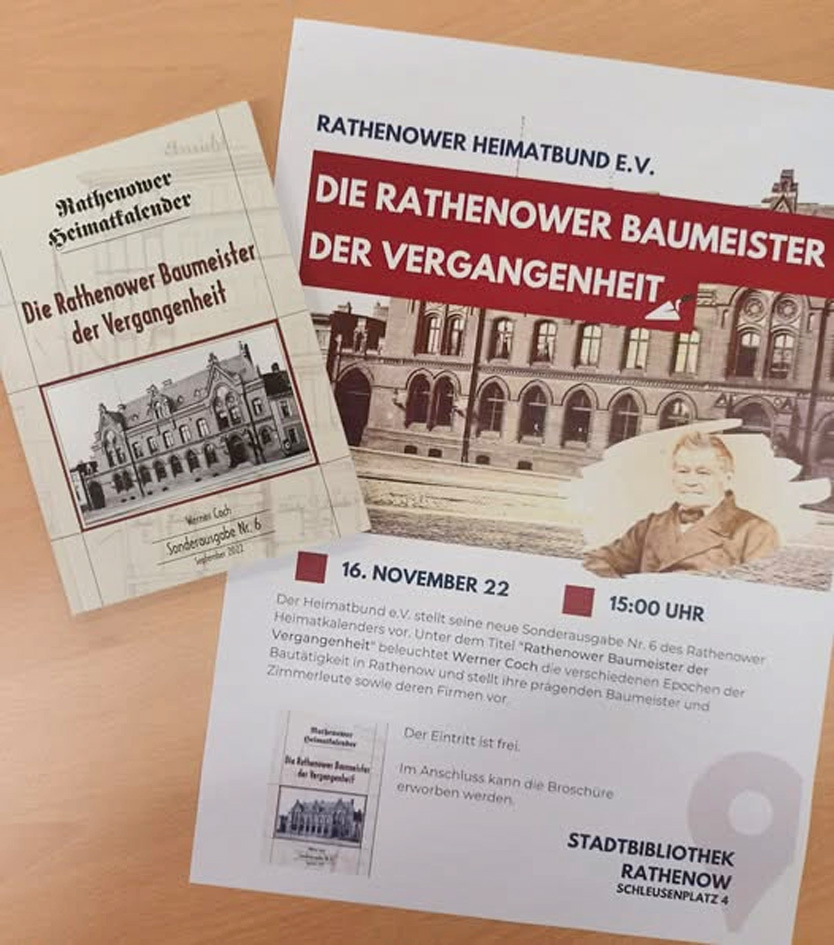 Rathenower
Heimatkalender
Die Rathenower Baumeister
der Vergangenheit
Werner Coch
Sonderausgabe Nr. 6
September 2022
RATHENOWER HEIMATBUND E.V.
DIE RATHENOWER BAUMEISTER
DER VERGANGENHEIT
16. NOVEMBER 22
15:00 UHR
Der Heimatbund e.V. stellt seine neue Sonderausgabe Nr. 6 des Rathenower
Heimatkalenders vor. Unter dem Titel "Rathenower Baumeister der
Vergangenheit" beleuchtet Werner Coch die verschiedenen Epochen der
Bautätigkeit in Rathenow und stellt ihre prägenden Baumeister und
Zimmerleute sowie deren Firmen vor
Rathenower
Heimatkalender
Die Rathenower Baumeister
der Vergangenheit
Der Eintritt ist frei.
Im Anschluss kann die Broschüre
erworben werden.
STADTBIBLIOTHEK
RATHENOW
SCHLEUSENPLATZ 4